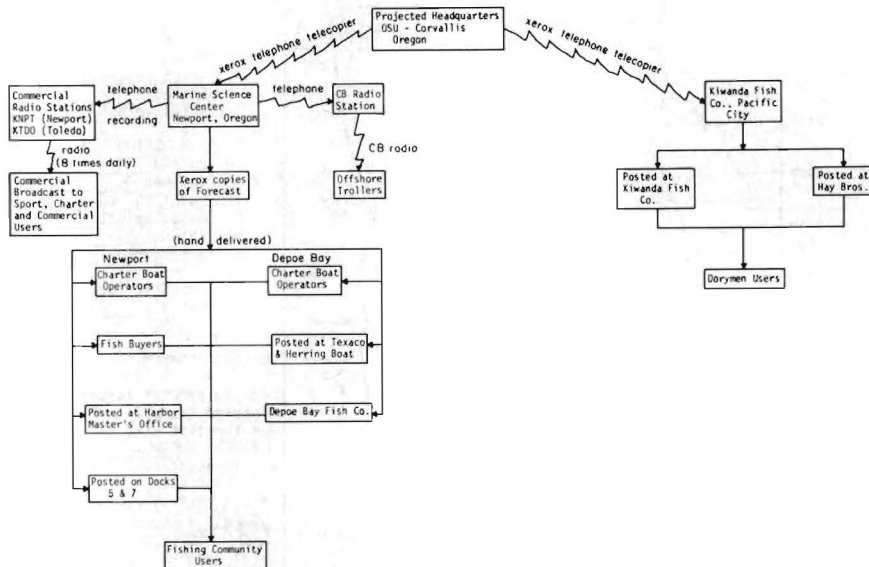 Projected Headquarters
OSU - Corvallis
Oregon
xerox telephone telecopier
xerox telephone telecopier
Commercial
Radio Stations
KNPT (Newport)
KTDO (Toledo)
telephone
recording
Marine Science
Center
Newport, Oregon
telephone
CB Radio
Station
Kiwanda Fish
Co., Pacific
City
radio
(8 times daily)
CB radio
Commercial
Broadcast to
Sport, Charter
and Commercial
Users
Xerox copies
of Forecast
Offshore
Trollers
Posted at
Kiwanda Fish
Co.
Posted at
Hay Bros.
(hand delivered)
Newport
Depoe Bay
Charter Boat
Operators
Charter Boat
Operators
Dorymen Users
Fish Buyers
Posted at Texaco
& Herring Boat
Posted at Harbor
Master's Office
Depoe Bay Fish Co.
Posted on Docks
5 & 7
Fishing Community
Users